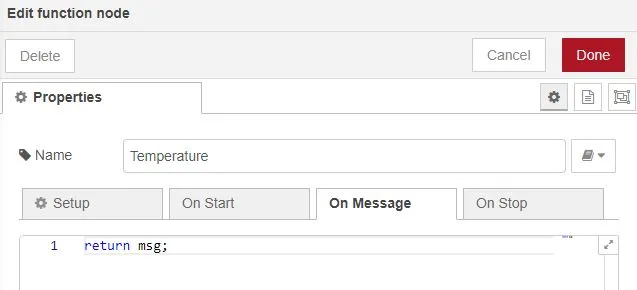 Edit function node
Delete
Cancel
Done
Properties
Name
Temperature
Setup
On Start
On Message
On Stop
1 return msg;